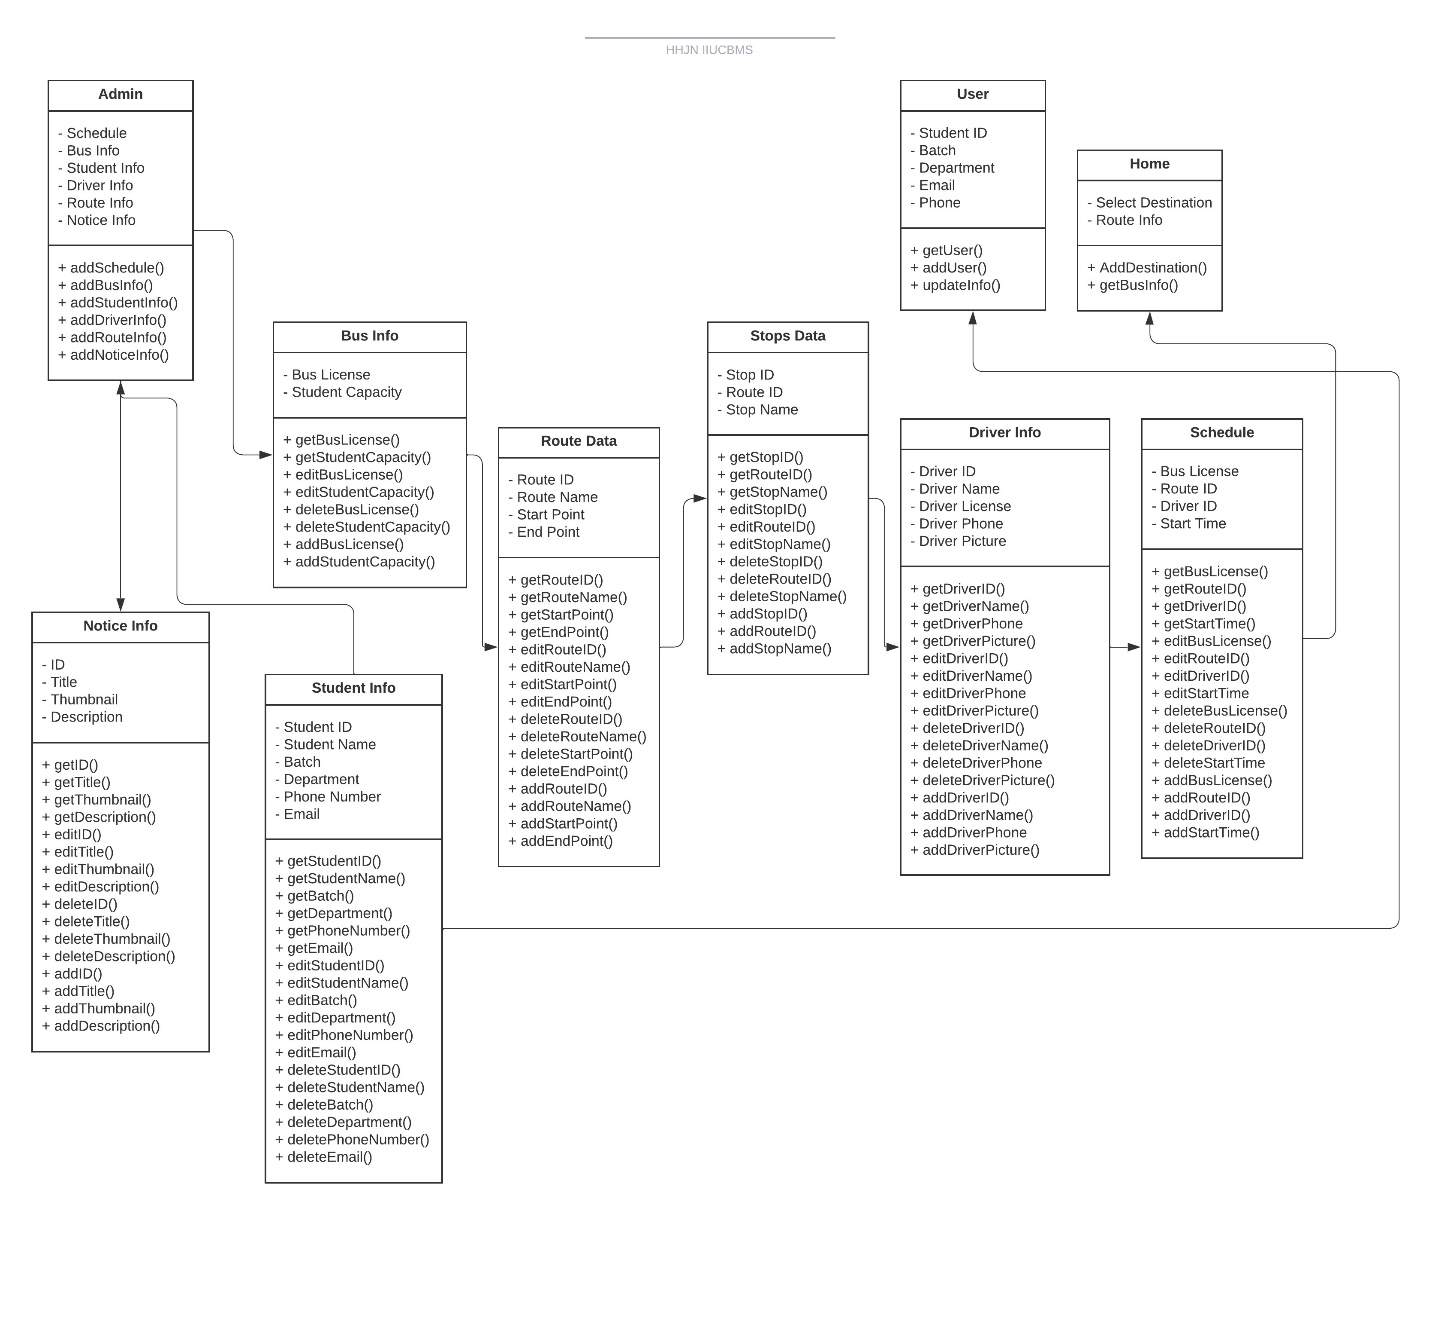 HHJN IIUCBMS
Admin
- Schedule
- Bus Info
- Student Info
- Driver Info
- Route Info
- Notice Info
+ addSchedule()
+ addBusInfo()
+ addStudentInfo()
+ addDriverInfo()
+ addRouteInfo()
+ addNoticeInfo()
User
- Student ID
- Batch
- Department
- Email
- Phone
+ getUser()
+ addUser()
+ updateInfo()
Home
- Select Destination
- Route Info
+ AddDestination()
+ getBusInfo()
Bus Info
- Bus License
- Student Capacity
+ getBusLicense()
+ getStudentCapacity()
+ editBusLicense()
+ editStudentCapacity()
+ deleteBusLicense()
+ deleteStudentCapacity()
+ addBusLicense()
+ addStudentCapacity()
Route Data
- Route ID
- Route Name
- Start Point
- End Point
+ getRouteID()
+ getRouteName()
+ getStartPoint()
+ getEndPoint()
+ editRouteID()
+ editRouteName()
+ editStartPoint()
+ editEndPoint()
+ deleteRouteID()
+ deleteRouteName()
+ deleteStartPoint()
+ deleteEndPoint()
+ addRouteID()
+ addRouteName()
+ addStartPoint()
+ addEndPoint()
Stops Data
- Stop ID
- Route ID
- Stop Name
+ getStopID()
+ getRouteID()
+ getStopName()
+ editStopID()
+ editRouteID()
+ editStopName()
+ deleteStopID()
+ deleteRouteID()
+ deleteStopName()
+ addStopID()
+ addRouteID()
+ addStopName()
Driver Info
- Driver ID
- Driver Name
- Driver License
- Driver Phone
- Driver Picture
+ getDriverID()
+ getDriverName()
+ getDriverPhone
+ getDriverPicture()
+ editDriverID()
+ editDriverName()
+ editDriverPhone
+ editDriverPicture()
+ deleteDriverID()
+ deleteDriverName()
+ deleteDriverPhone
+ deleteDriverPicture()
+ addDriverID()
+ addDriverName()
+ addDriverPhone
+ addDriverPicture()
Schedule
- Bus License
- Route ID
- Driver ID
- Start Time
+ getBusLicense()
+ getRouteID()
+ getDriverID()
+ getStartTime()
+ editBusLicense()
+ editRouteID()
+ editDriverID()
+ editStartTime
+ deleteBusLicense()
+ deleteRouteID()
+ deleteDriverID()
+ deleteStartTime
+ addBusLicense()
+ addRouteID()
+ addDriverID()
+ addStartTime()
Notice Info
- ID
- Title
- Thumbnail
- Description
+ getID()
+ getTitle()
+ getThumbnail()
+ getDescription()
+ editID()
+ editTitle()
+ editThumbnail()
+ editDescription()
+ deleteID()
+ deleteTitle()
+ deleteThumbnail()
+ deleteDescription()
+ addID()
+ addTitle()
+ addThumbnail()
+ addDescription()
Student Info
- Student ID
- Student Name
- Batch
- Department
- Phone Number
- Email
+ getStudentID()
+ getStudentName()
+ getBatch()
+ getDepartment()
+ getPhoneNumber()
+ getEmail()
+ editStudentID()
+ editStudentName()
+ editBatch()
+ editDepartment()
+ editPhoneNumber()
+ editEmail()
+ deleteStudentID()
+ deleteStudentName()
+ deleteBatch()
+ deleteDepartment()
+ deletePhoneNumber()
+ deleteEmail()